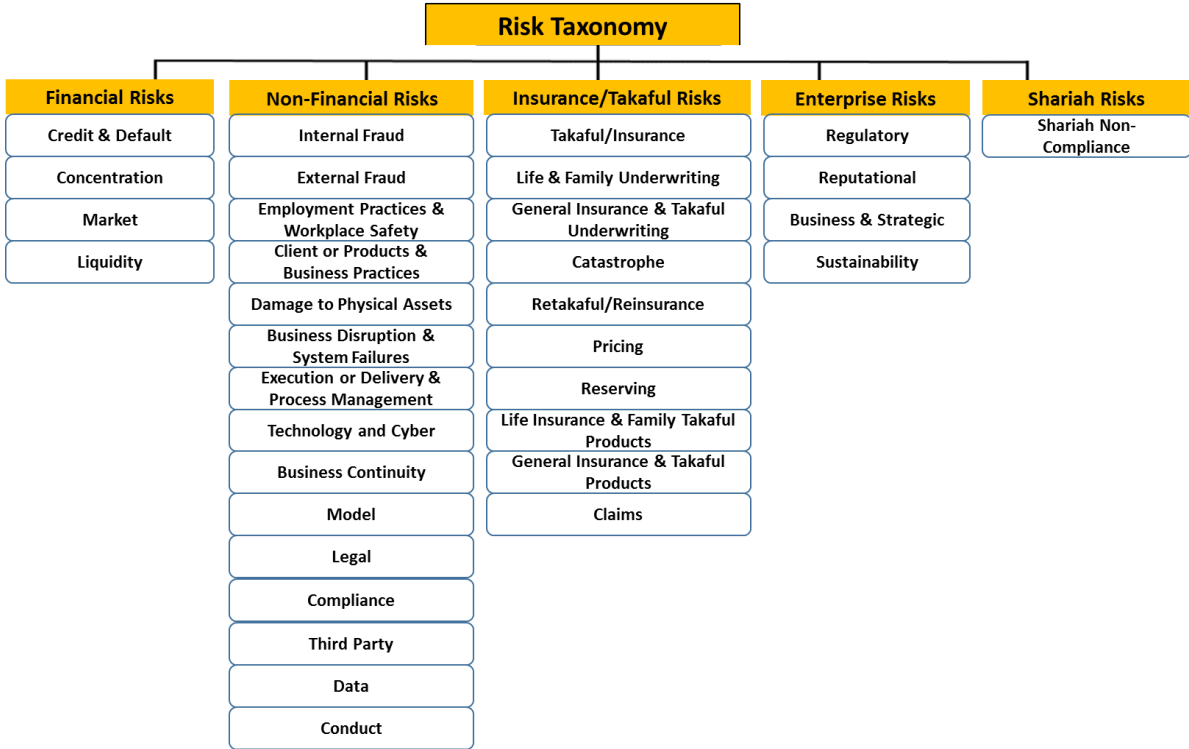 Risk Taxonomy
Financial Risks
Credit & Default
Concentration
Market
Liquidity
Non-Financial Risks
Internal Fraud
External Fraud
Employment Practices &
Workplace Safety
Client or Products &
Business Practices
Damage to Physical Assets
Business Disruption &
System Failures
Execution or Delivery &
Process Management
Technology and Cyber
Business Continuity
Model
Legal
Compliance
Third Party
Data
Conduct
Insurance/Takaful Risks
Takaful/Insurance
Life & Family Underwriting
General Insurance & Takaful
Underwriting
Catastrophe
Retakaful/Reinsurance
Pricing
Reserving
Life Insurance & Family Takaful
Products
General Insurance & Takaful
Products
Claims
Enterprise Risks
Regulatory
Reputational
Business & Strategic
Sustainability
Shariah Risks
Shariah Non-
Compliance